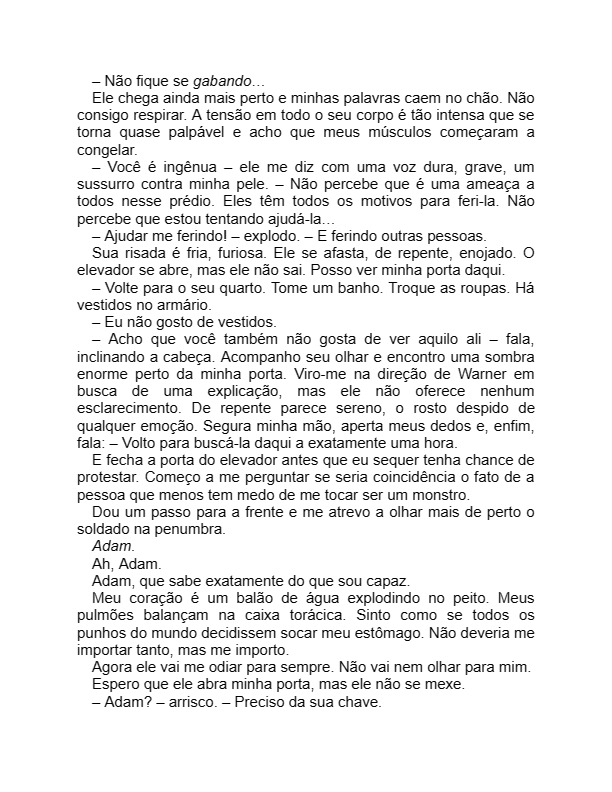 – Não fique se gabando…
Ele chega ainda mais perto e minhas palavras caem no chão. Não
consigo respirar. A tensão em todo o seu corpo é tão intensa que se
torna quase palpável e acho que meus músculos começaram a
congelar.
– Você é ingênua – ele me diz com uma voz dura, grave, um
sussurro contra minha pele. – Não percebe que é uma ameaça a
todos nesse prédio. Eles têm todos os motivos para feri-la. Não
percebe que estou tentando ajudá-la…
– Ajudar me ferindo! – explodo. – E ferindo outras pessoas.
Sua risada é fria, furiosa. Ele se afasta, de repente, enojado. O
elevador se abre, mas ele não sai. Posso ver minha porta daqui.
– Volte para o seu quarto. Tome um banho. Troque as roupas. Há
vestidos no armário.
– Eu não gosto de vestidos.
– Acho que você também não gosta de ver aquilo ali – fala,
inclinando a cabeça. Acompanho seu olhar e encontro uma sombra
enorme perto da minha porta. Viro-me na direção de Warner em
busca de uma explicação, mas ele não oferece nenhum
esclarecimento. De repente parece sereno, o rosto despido de
qualquer emoção. Segura minha mão, aperta meus dedos e, enfim,
fala: – Volto para buscá-la daqui a exatamente uma hora.
E fecha a porta do elevador antes que eu sequer tenha chance de
protestar. Começo a me perguntar se seria coincidência o fato de a
pessoa que menos tem medo de me tocar ser um monstro.
Dou um passo para a frente e me atrevo a olhar mais de perto o
soldado na penumbra.
Adam.
Ah, Adam.
Adam, que sabe exatamente do que sou capaz.
Meu coração é um balão de água explodindo no peito. Meus
pulmões balançam na caixa torácica. Sinto como se todos os
punhos do mundo decidissem socar meu estômago. Não deveria me
importar tanto, mas me importo.
Agora ele vai me odiar para sempre. Não vai nem olhar para mim.
Espero que ele abra minha porta, mas ele não se mexe.
– Adam? – arrisco. – Preciso da sua chave.